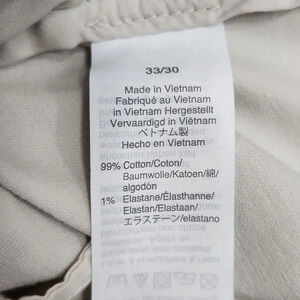 33/30
Made in Vietnam
Fabriqué au Vietnam
in Vietnam Hergestellt
Vervaardigd in Viëtnam
ベトナム製
Hecho en Vietnam
99% Cotton/Coton/
Baumwolle/Katoen/綿/
algodón
1% Elastane/Élasthanne/
Elastan/Elastaan/
エラステーン/elastano